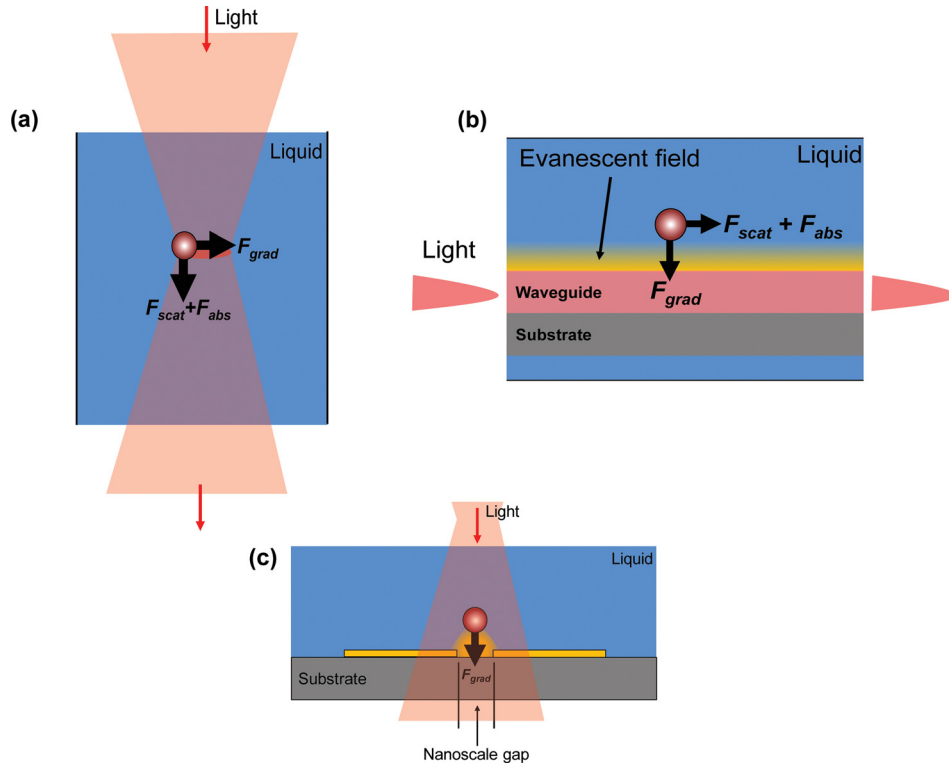 Light
(a)
Liquid
F_grad
F_scat+F_abs
(b)
Evanescent field
Liquid
F_scat + F_abs
Light
F_grad
Waveguide
Substrate
(c)
Light
Liquid
F_grad
Substrate
Nanoscale gap